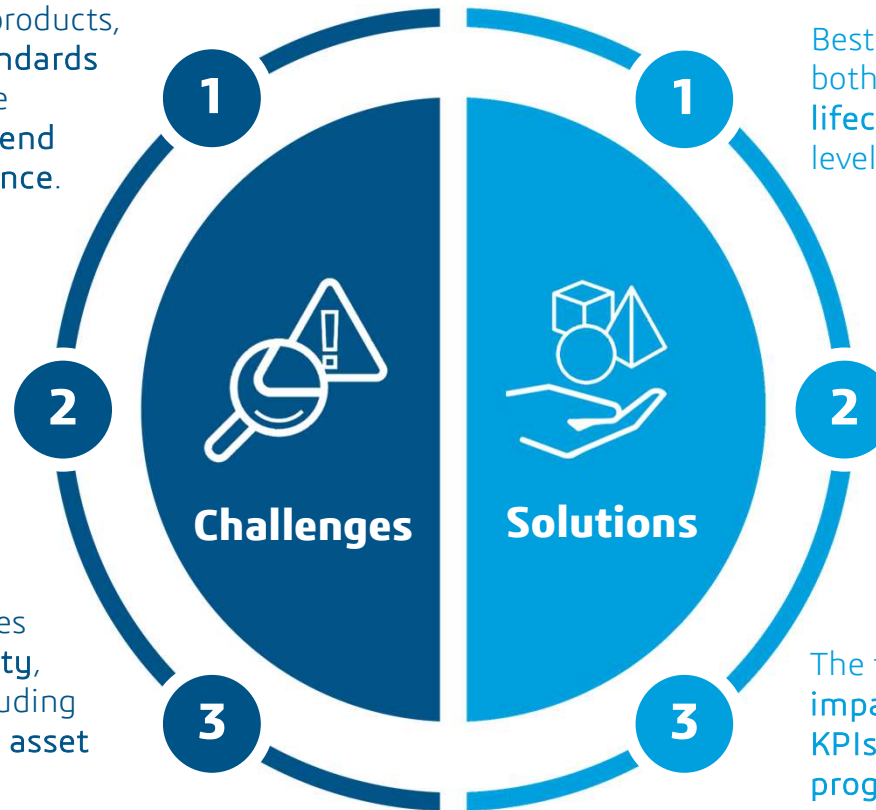 products,
ndards
e
end
nce.
1
2
es
ty,
uding
asset
3
Challenges
Solutions
1
Best
both
lifec
level
2
3
The
impa
KPIs
prog